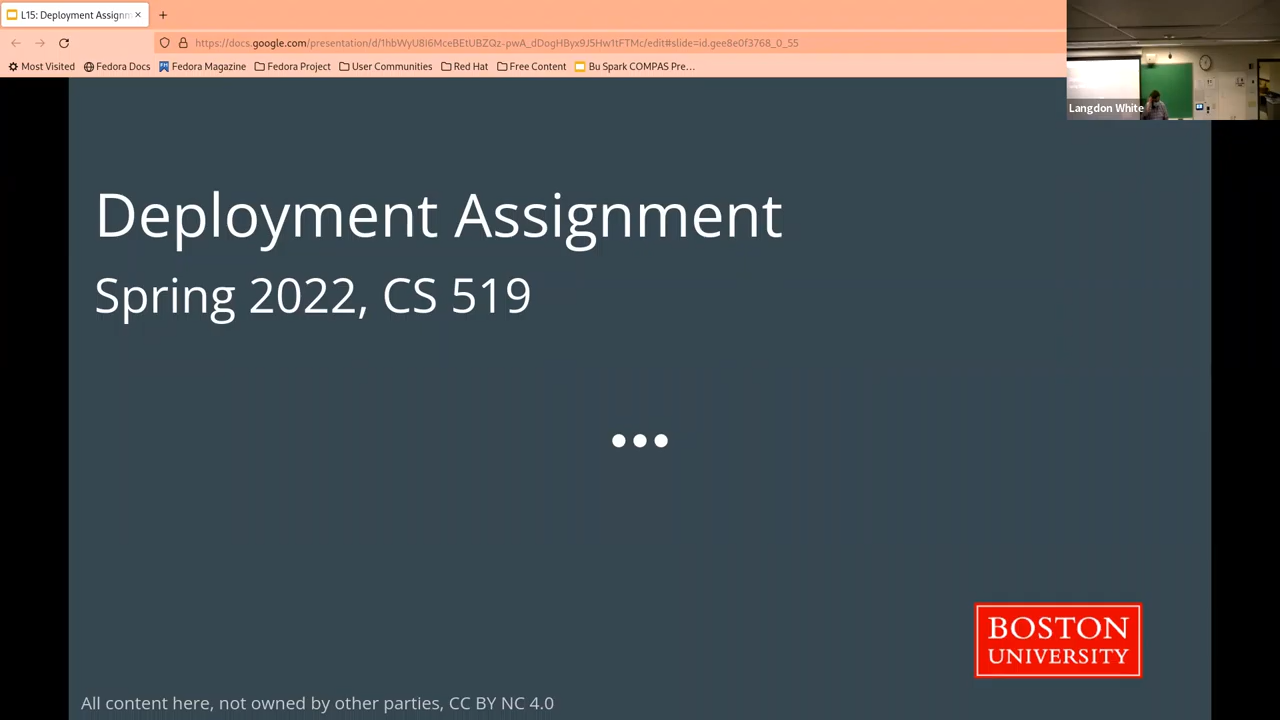 L15: Deployment Assignm
https://docs.google.com/presentation/d/1hbWyU8I6MceBEtUBZQz-pwA_dDogHByx9J5Hw1tFTMc/edit#slide=id.gee8e0f3768_0_55
Most Visited
Fedora Docs
Fedora Magazine
Fedora Project
User Communities
Red Hat
Free Content
Bu Spark COMPAS Pre...
Langdon White
Deployment Assignment
Spring 2022, CS 519
BOSTON
UNIVERSITY
All content here, not owned by other parties, CC BY NC 4.0